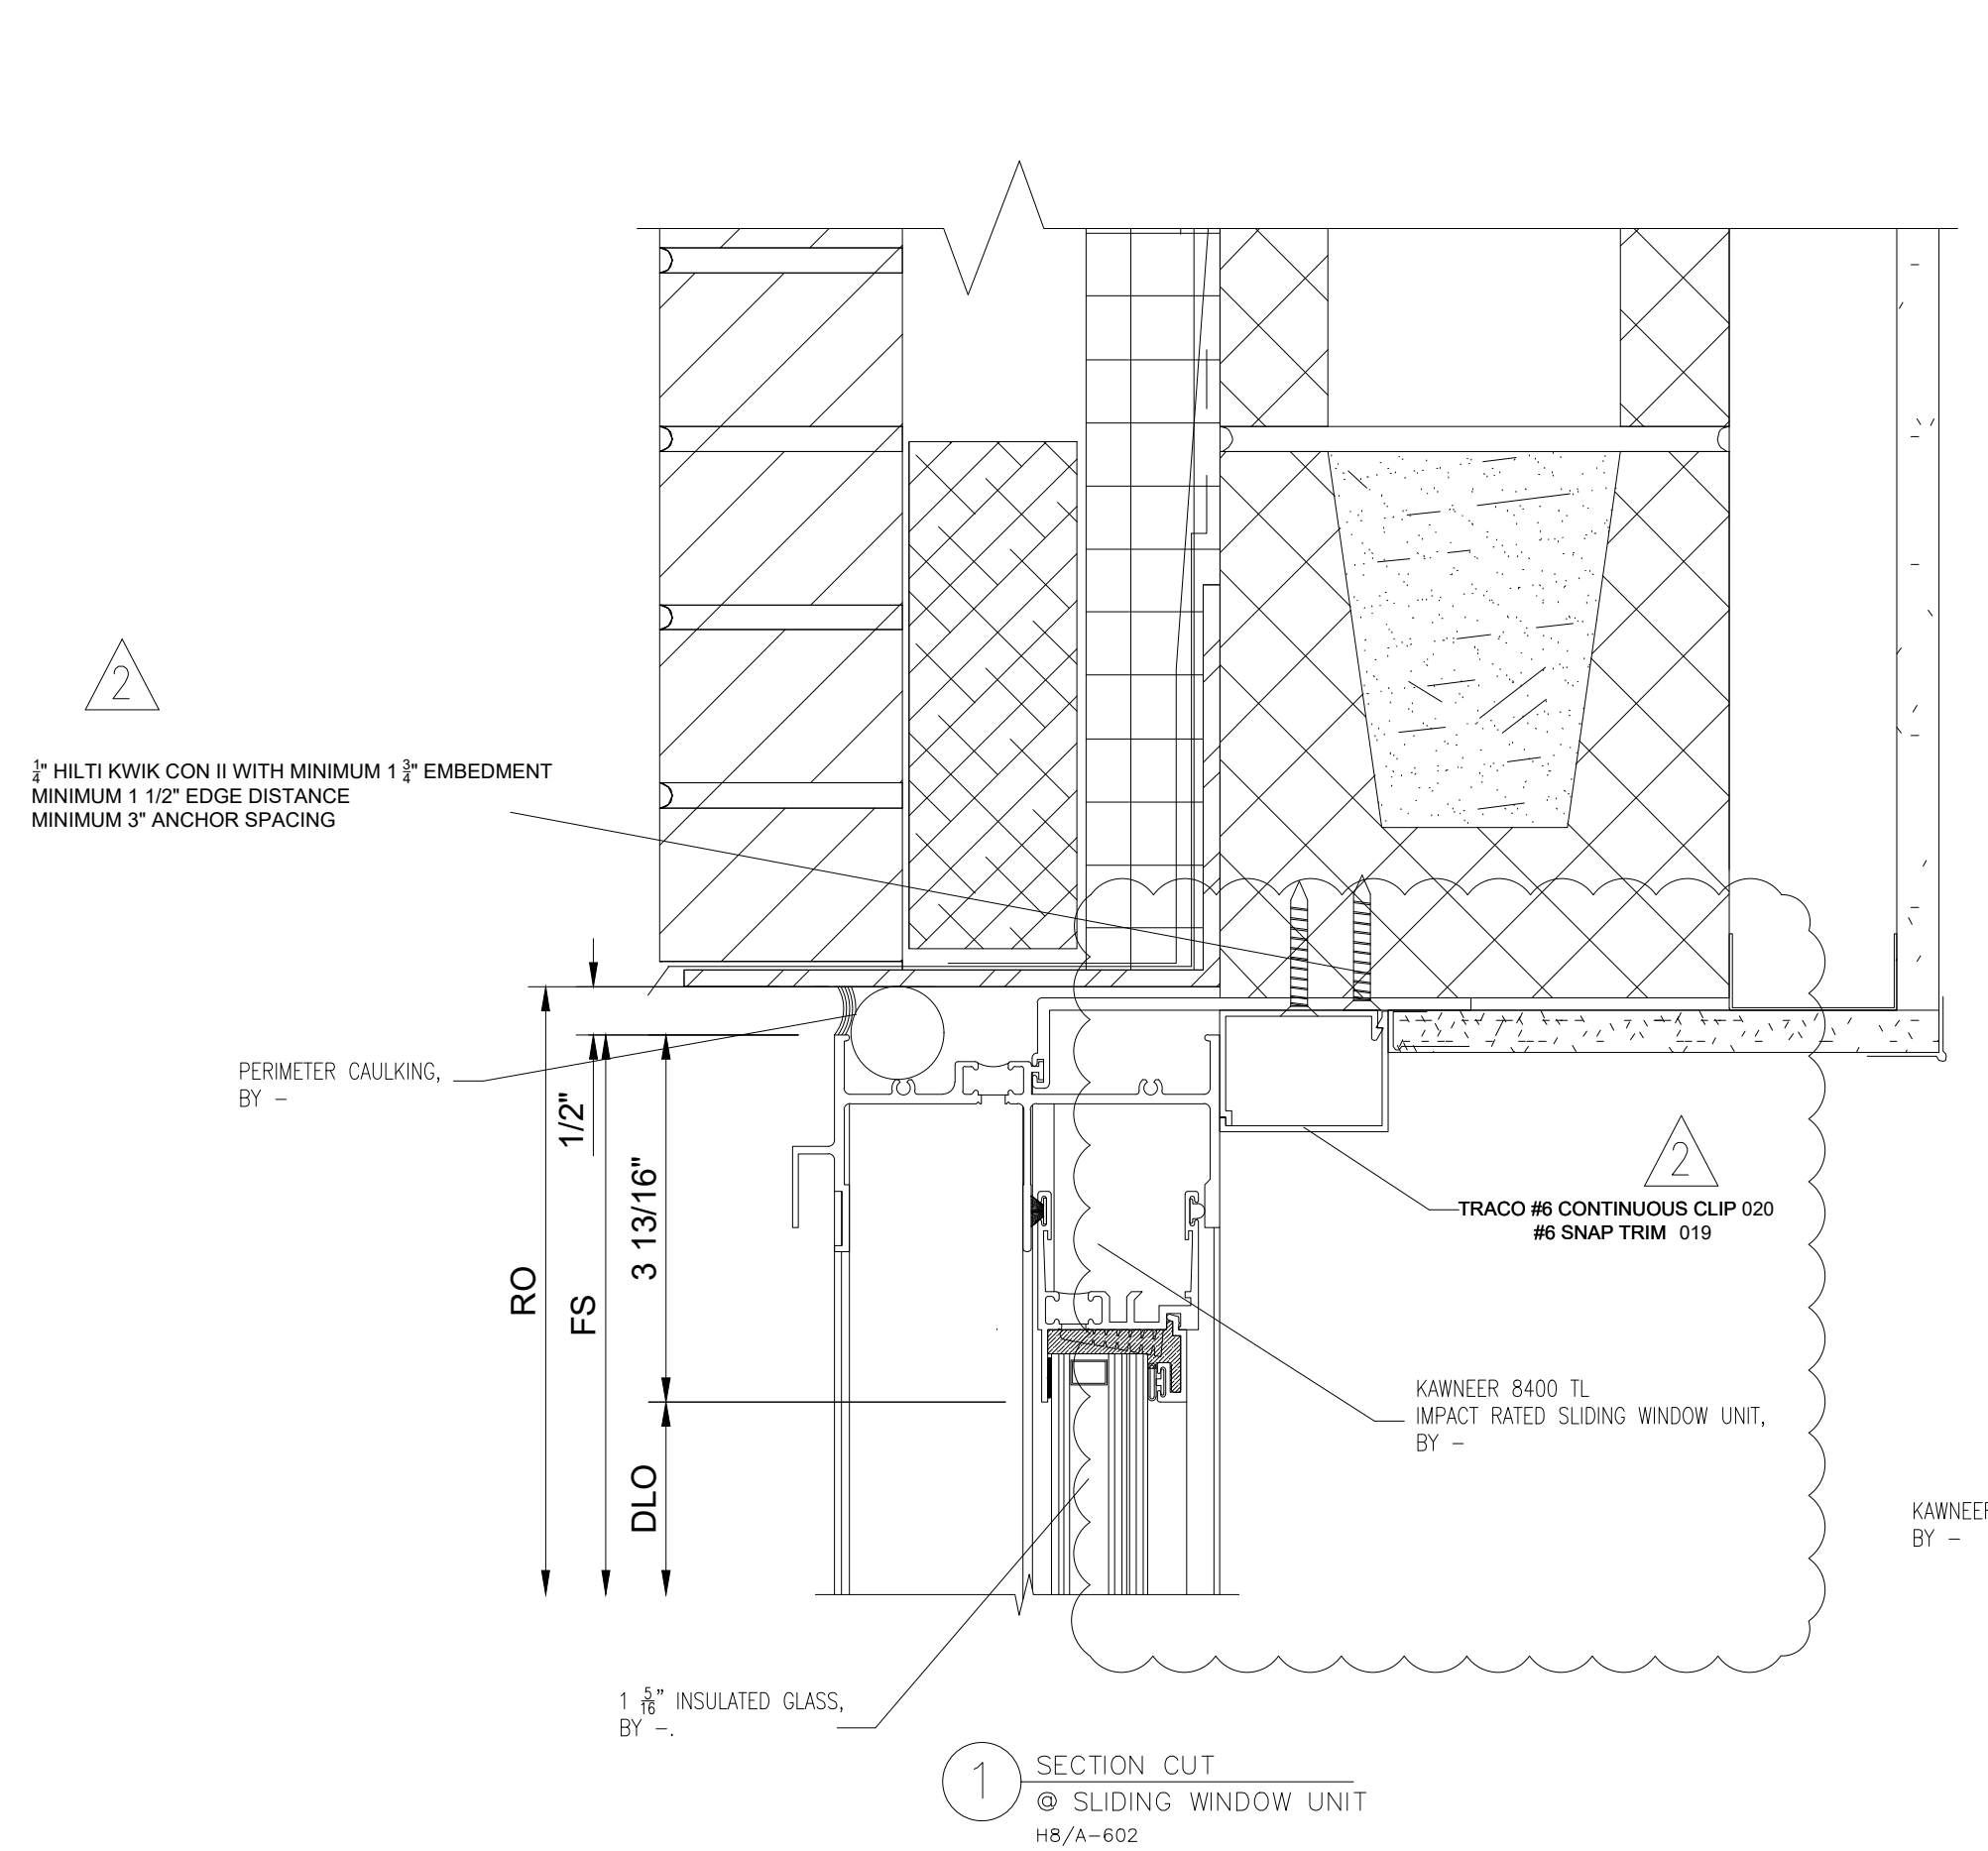 2
1/4" HILTI KWIK CON II WITH MINIMUM 1 3/4" EMBEDMENT
MINIMUM 1 1/2" EDGE DISTANCE
MINIMUM 3" ANCHOR SPACING
PERIMETER CAULKING,
BY -
1/2"
3 13/16"
RO
FS
DLO
2
TRACO #6 CONTINUOUS CLIP 020
#6 SNAP TRIM 019
KAWNEER 8400 TL
IMPACT RATED SLIDING WINDOW UNIT,
BY -
KAWNEER
BY -
1 5/16" INSULATED GLASS,
BY -.
1
SECTION CUT
@ SLIDING WINDOW UNIT
H8/A-602